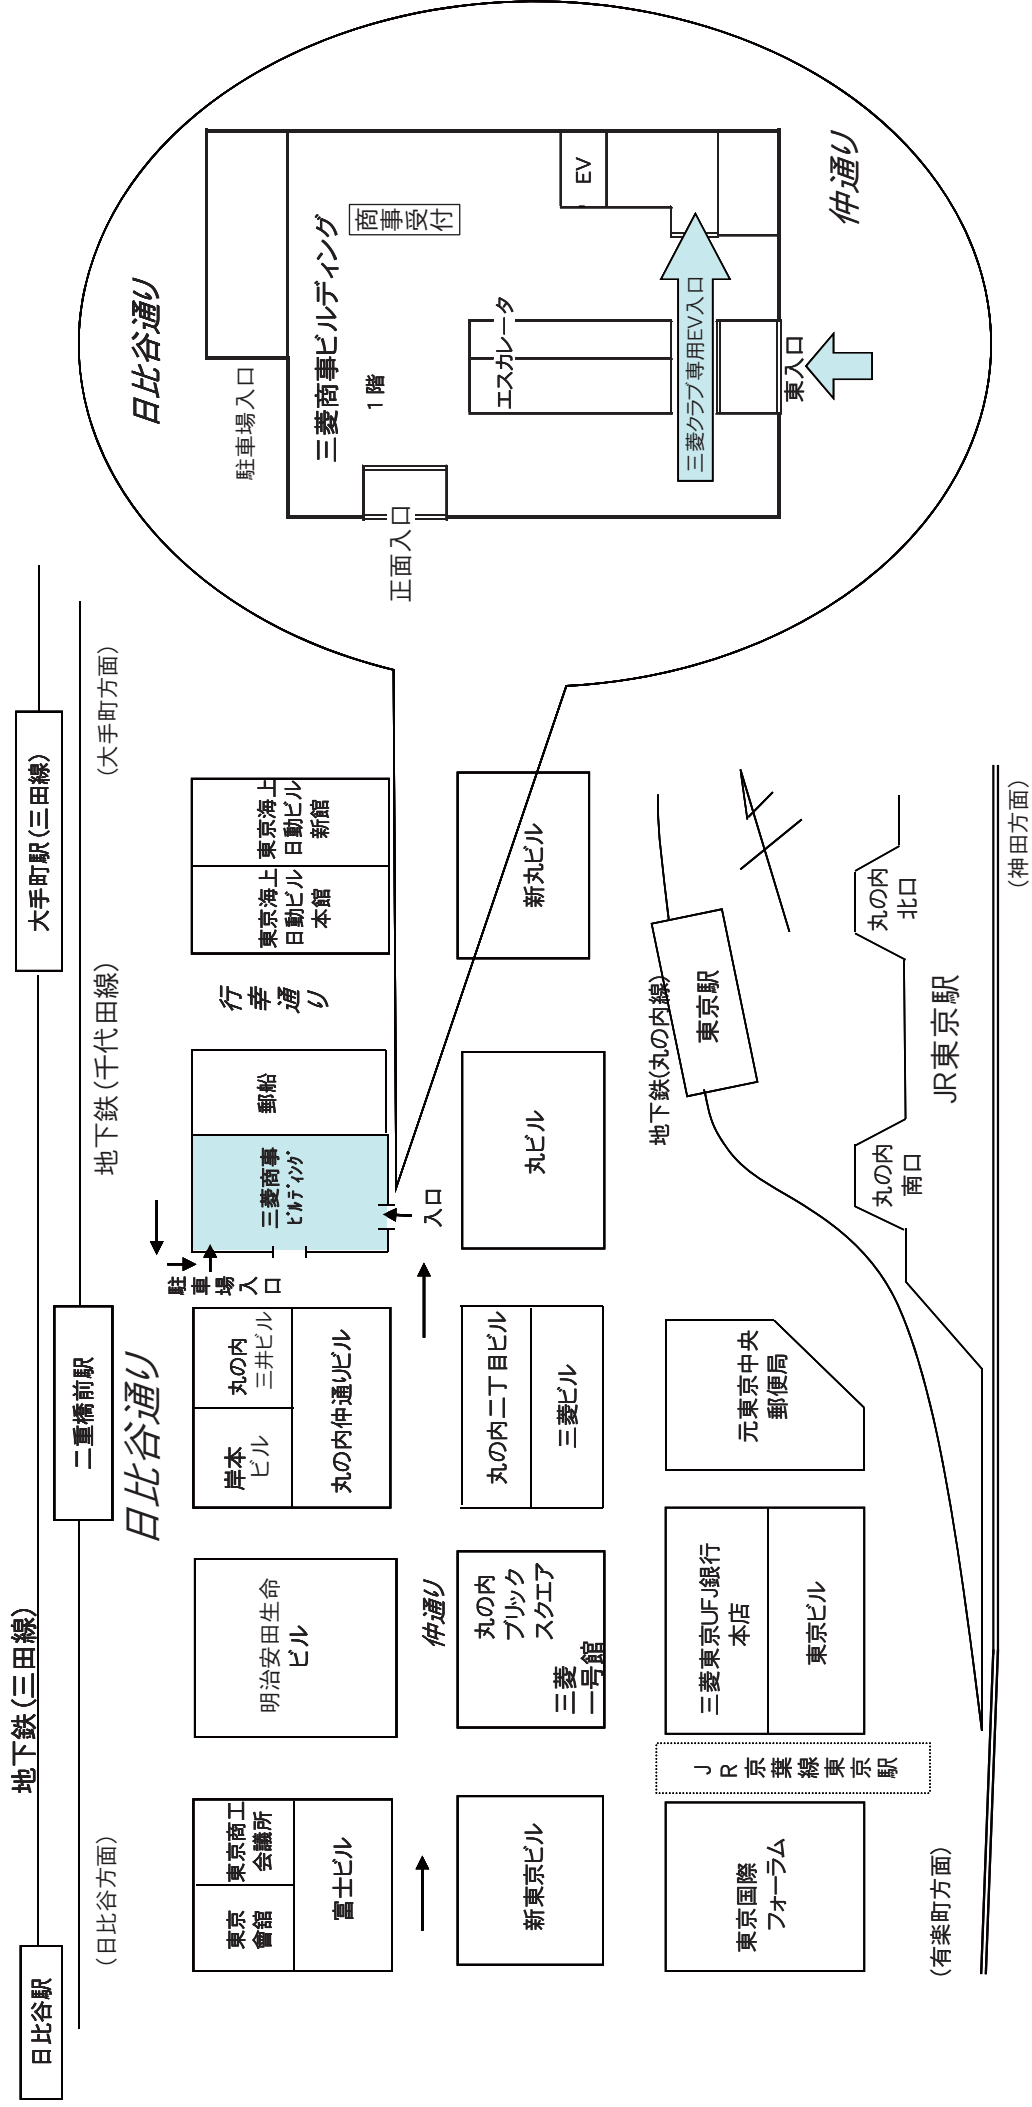 地下鉄(三田線)
日比谷駅
大手町駅(三田線)
二重橋前駅
地下鉄(千代田線)
(日比谷方面)
(大手町方面)
日比谷通り
東京
會館
東京商工
会議所
富士ビル
明治安田生命
ビル
岸本
ビル
丸の内
三井ビル
丸の内仲通りビル
駐車場入口
三菱商事
ビルディング
郵船
入口
行幸通り
東京海上
日動ビル
本館
東京海上
日動ビル
新館
仲通り
新東京ビル
丸の内
ブリック
スクエア
三菱
一号館
丸の内二丁目ビル
三菱ビル
丸ビル
新丸ビル
東京国際
フォーラム
JR京葉線東京駅
三菱東京UFJ銀行
本店
東京ビル
元東京中央
郵便局
地下鉄(丸の内線)
東京駅
丸の内
南口
丸の内
北口
JR東京駅
(有楽町方面)
(神田方面)
日比谷通り
駐車場入口
三菱商事ビルディング
1階
商事
受付
正面入口
エスカレータ
EV
三菱クラブ専用EV入口
東入口
仲通り